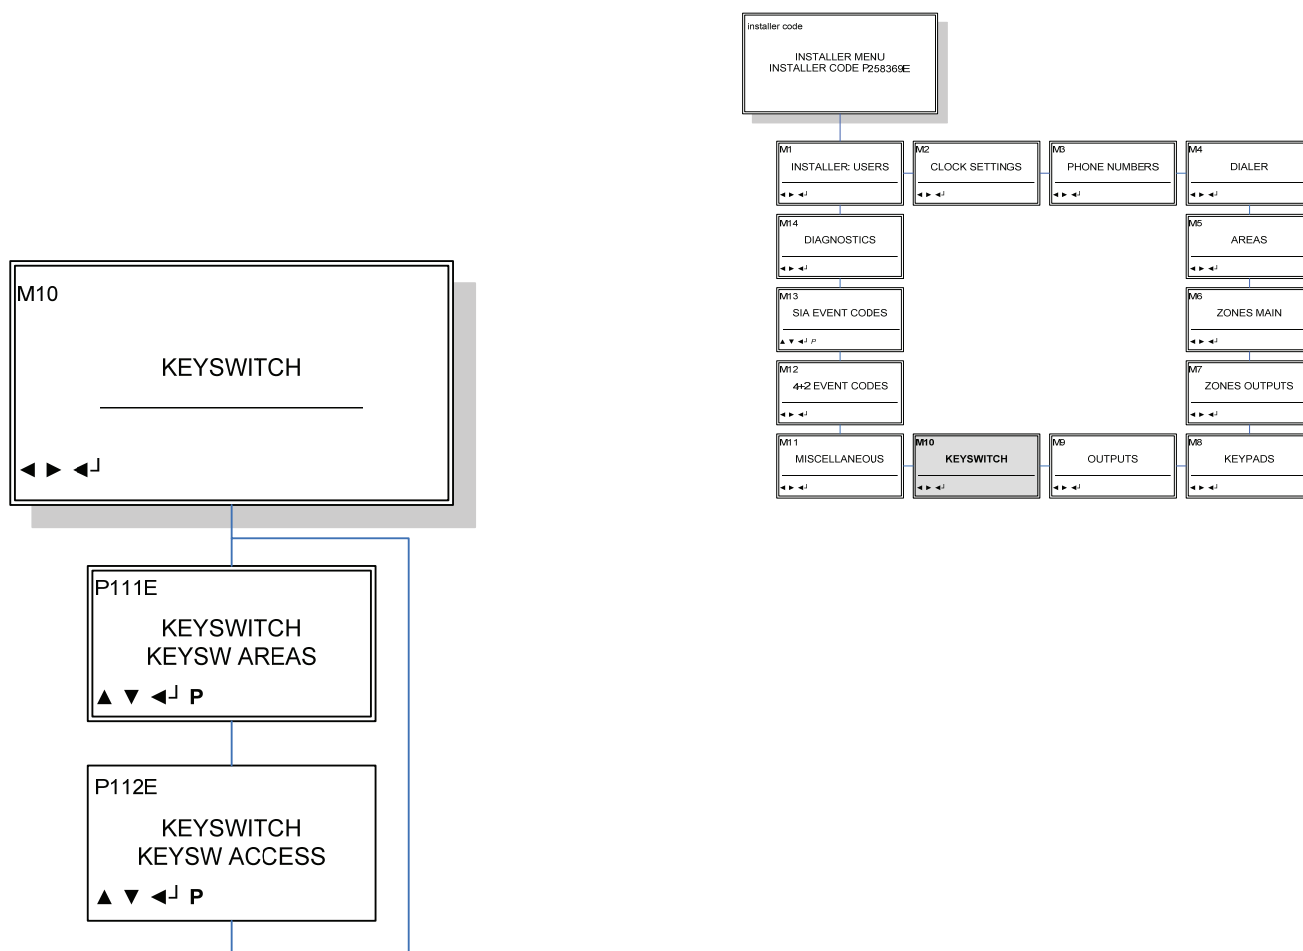 installer code
INSTALLER MENU
INSTALLER CODE P258369E
M1
INSTALLER: USERS
◄ ► ◄┘
M2
CLOCK SETTINGS
◄ ► ◄┘
M3
PHONE NUMBERS
◄ ► ◄┘
M4
DIALER
◄ ► ◄┘
M14
DIAGNOSTICS
◄ ► ◄┘
M5
AREAS
◄ ► ◄┘
M13
SIA EVENT CODES
▲ ▼ ◄┘ P
M6
ZONES MAIN
◄ ► ◄┘
M12
4+2 EVENT CODES
◄ ► ◄┘
M7
ZONES OUTPUTS
◄ ► ◄┘
M11
MISCELLANEOUS
◄ ► ◄┘
M10
KEYSWITCH
◄ ► ◄┘
M9
OUTPUTS
◄ ► ◄┘
M8
KEYPADS
◄ ► ◄┘
M10
KEYSWITCH
◄ ► ◄┘
P111E
KEYSWITCH
KEYSW AREAS
▲ ▼ ◄┘ P
P112E
KEYSWITCH
KEYSW ACCESS
▲ ▼ ◄┘ P